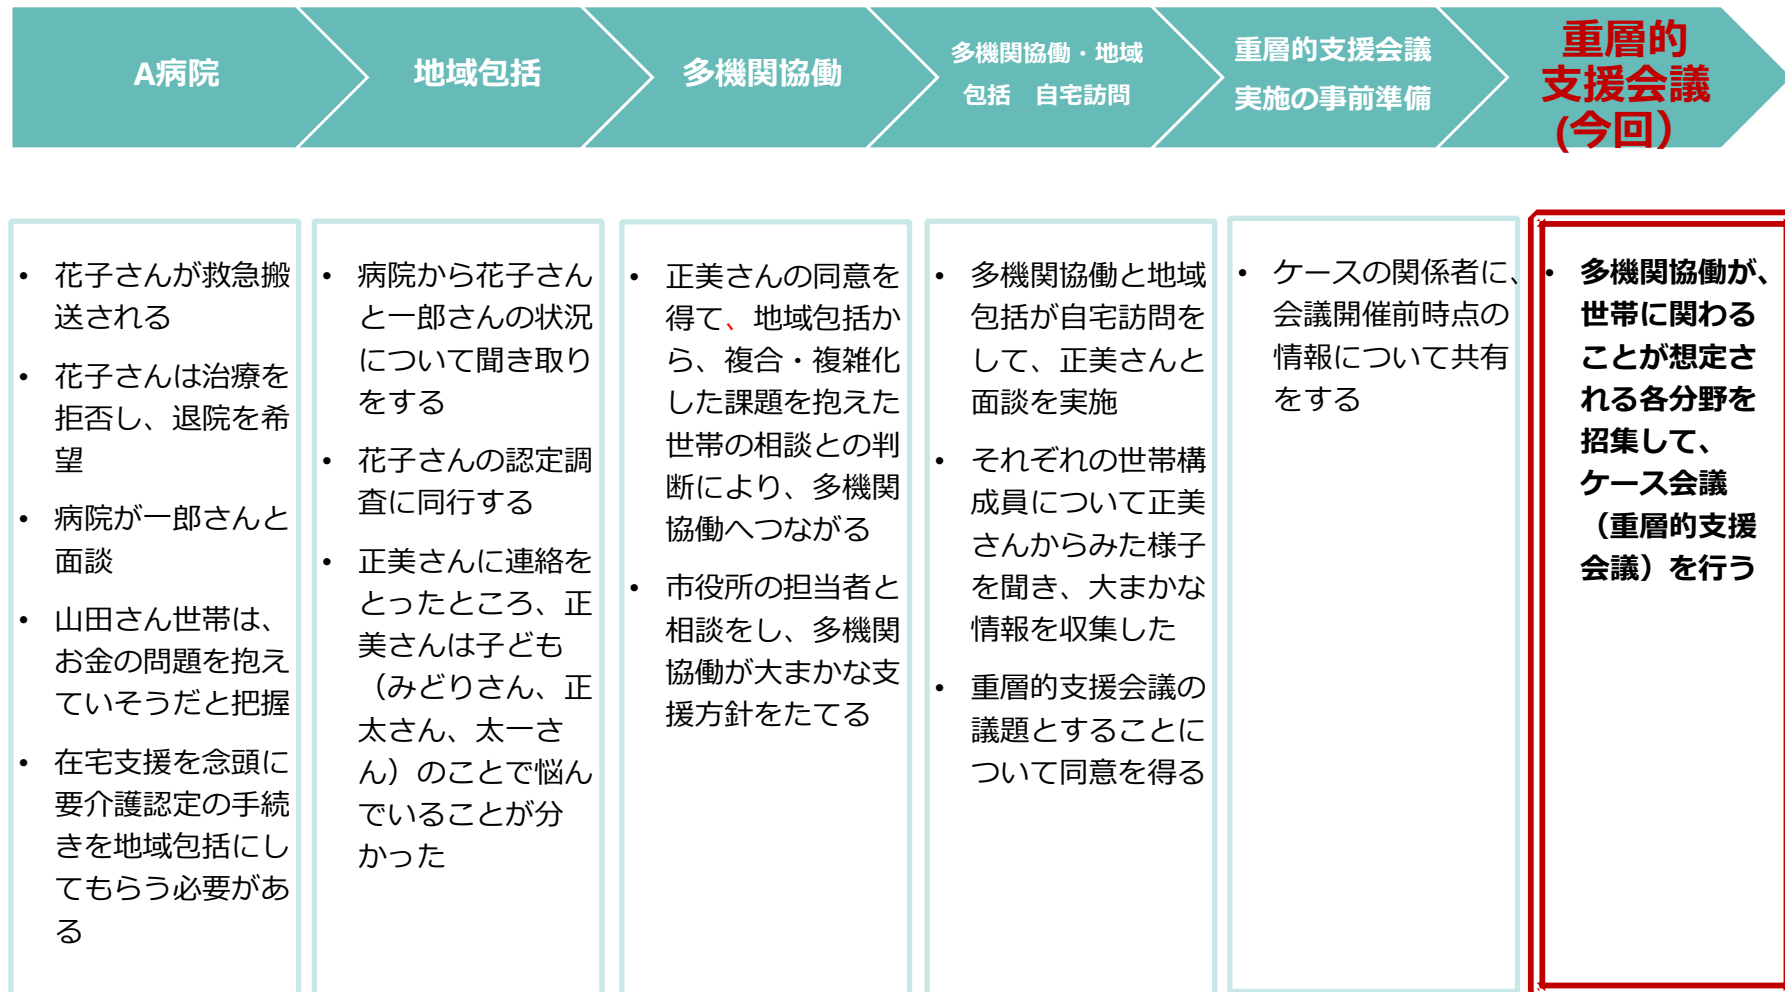 A病院
地域包括
多機関協働
多機関協働・地域
包括　自宅訪問
重層的支援会議
実施の事前準備
重層的
支援会議
(今回）
• 花子さんが救急搬
送される
• 花子さんは治療を
拒否し、退院を希
望
• 病院が一郎さんと
面談
• 山田さん世帯は、
お金の問題を抱え
ていそうだと把握
• 在宅支援を念頭に
要介護認定の手続
きを地域包括にし
てもらう必要があ
る
• 病院から花子さん
と一郎さんの状況
について聞き取り
をする
• 花子さんの認定調
査に同行する
• 正美さんに連絡を
とったところ、正
美さんは子ども
（みどりさん、正
太さん、太一さ
ん）のことで悩ん
でいることが分
かった
• 正美さんの同意を
得て、地域包括か
ら、複合・複雑化
した課題を抱えた
世帯の相談との判
断により、多機関
協働へつながる
• 市役所の担当者と
相談をし、多機関
協働が大まかな支
援方針をたてる
• 多機関協働と地域
包括が自宅訪問を
して、正美さんと
面談を実施
• それぞれの世帯構
成員について正美
さんからみた様子
を聞き、大まかな
情報を収集した
• 重層的支援会議の
議題とすることに
ついて同意を得る
• ケースの関係者に、
会議開催前時点の
情報について共有
をする
• 多機関協働が、
世帯に関わる
ことが想定さ
れる各分野を
招集して、
ケース会議
（重層的支援
会議）を行う